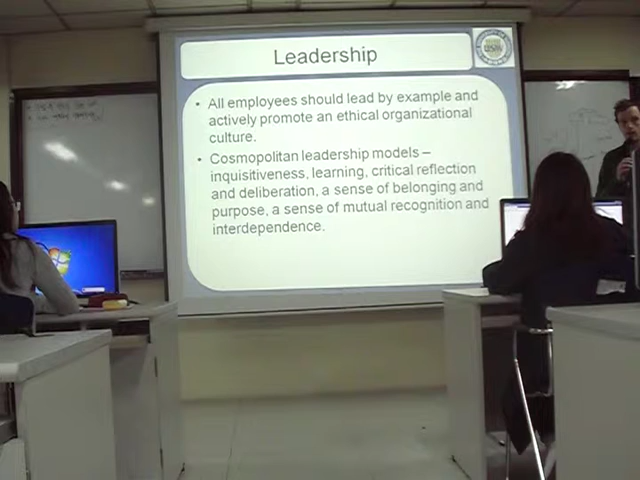 Leadership
• All employees should lead by example and
actively promote an ethical organizational
culture.
• Cosmopolitan leadership models –
inquisitiveness, learning, critical reflection
and deliberation, a sense of belonging and
purpose, a sense of mutual recognition and
interdependence.